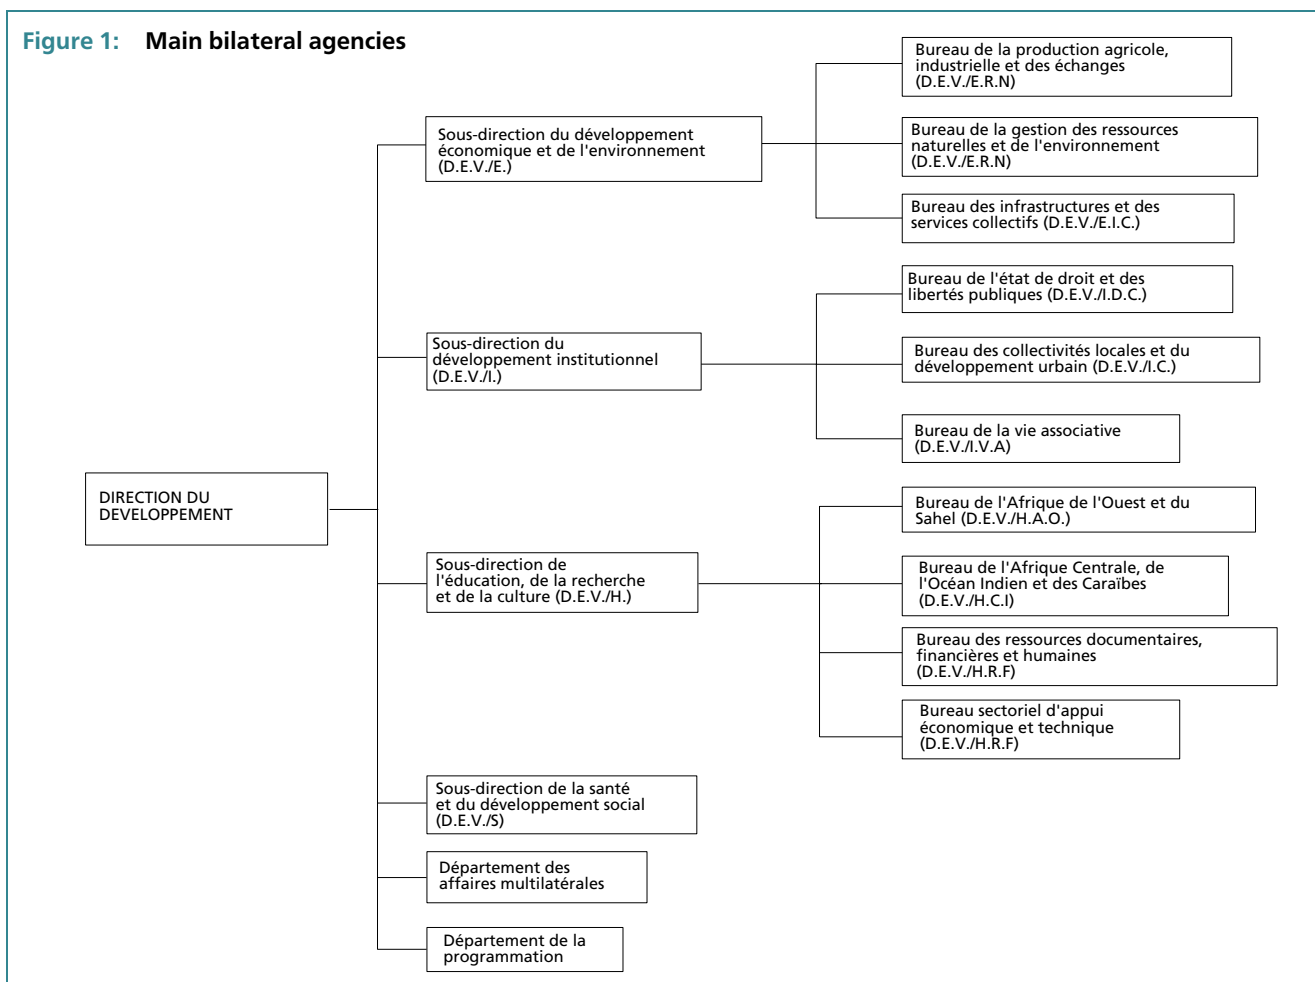 Figure 1: Main bilateral agencies
DIRECTION DU
DEVELOPPEMENT
Sous-direction du développement
économique et de l'environnement
(D.E.V./E.)
Bureau de la production agricole,
industrielle et des échanges
(D.E.V./E.R.N)
Bureau de la gestion des ressources
naturelles et de l'environnement
(D.E.V./E.R.N)
Bureau des infrastructures et des
services collectifs (D.E.V./E.I.C.)
Sous-direction du
développement institutionnel
(D.E.V./I.)
Bureau de l'état de droit et des
libertés publiques (D.E.V./I.D.C.)
Bureau des collectivités locales et du
développement urbain (D.E.V./I.C.)
Bureau de la vie associative
(D.E.V./I.V.A)
Sous-direction de
l'éducation, de la recherche
et de la culture (D.E.V./H.)
Bureau de l'Afrique de l'Ouest et du
Sahel (D.E.V./H.A.O.)
Bureau de l'Afrique Centrale, de
l'Océan Indien et des Caraïbes
(D.E.V./H.C.I)
Bureau des ressources documentaires,
financières et humaines
(D.E.V./H.R.F)
Bureau sectoriel d'appui
économique et technique
(D.E.V./H.R.F)
Sous-direction de la santé
et du développement social
(D.E.V./S)
Département des
affaires multilatérales
Département de la
programmation